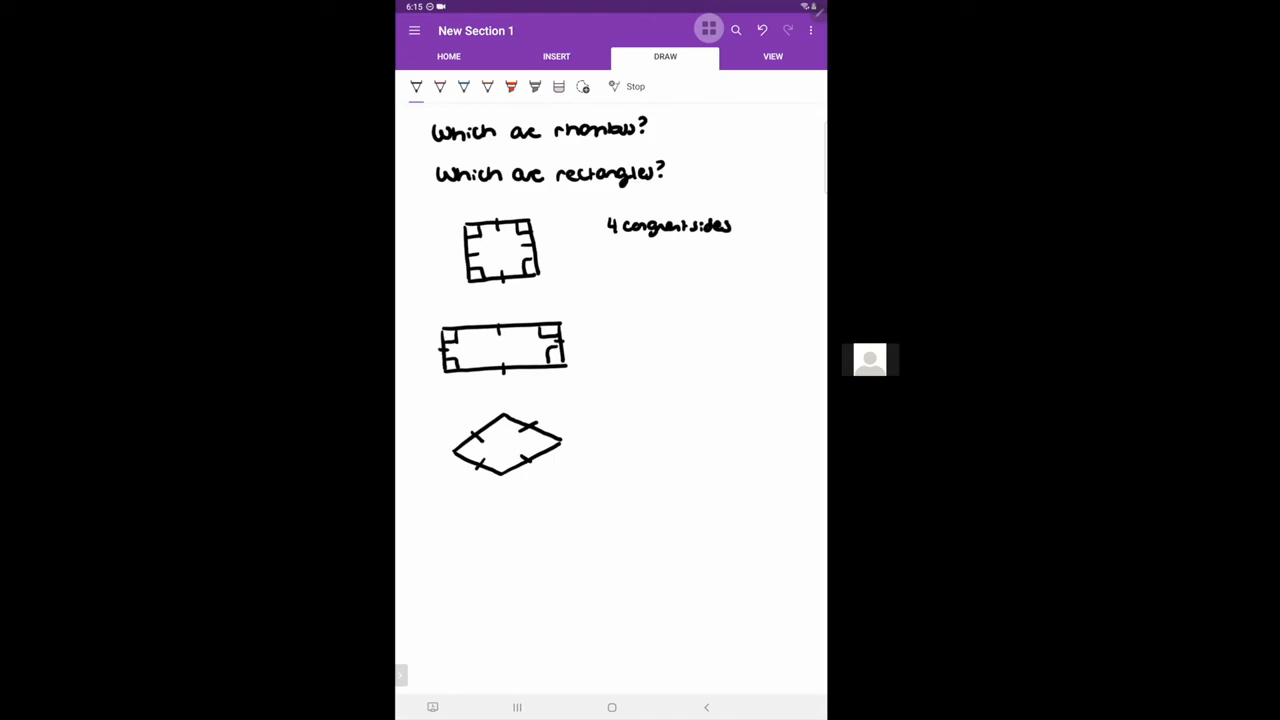 6:15
New Section 1
HOME INSERT DRAW VIEW
Stop
Which are rhombus?
Which are rectangles?
4 congruent sides